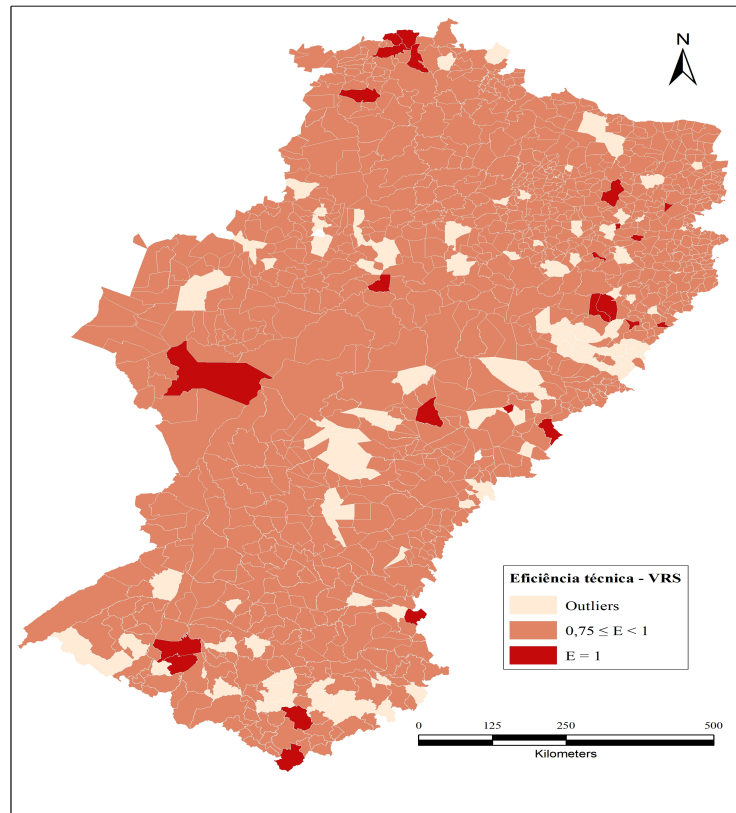 N
Eficiência técnica - VRS
Outliers
0,75 ≤ E < 1
E = 1
0 125 250 500
Kilometers